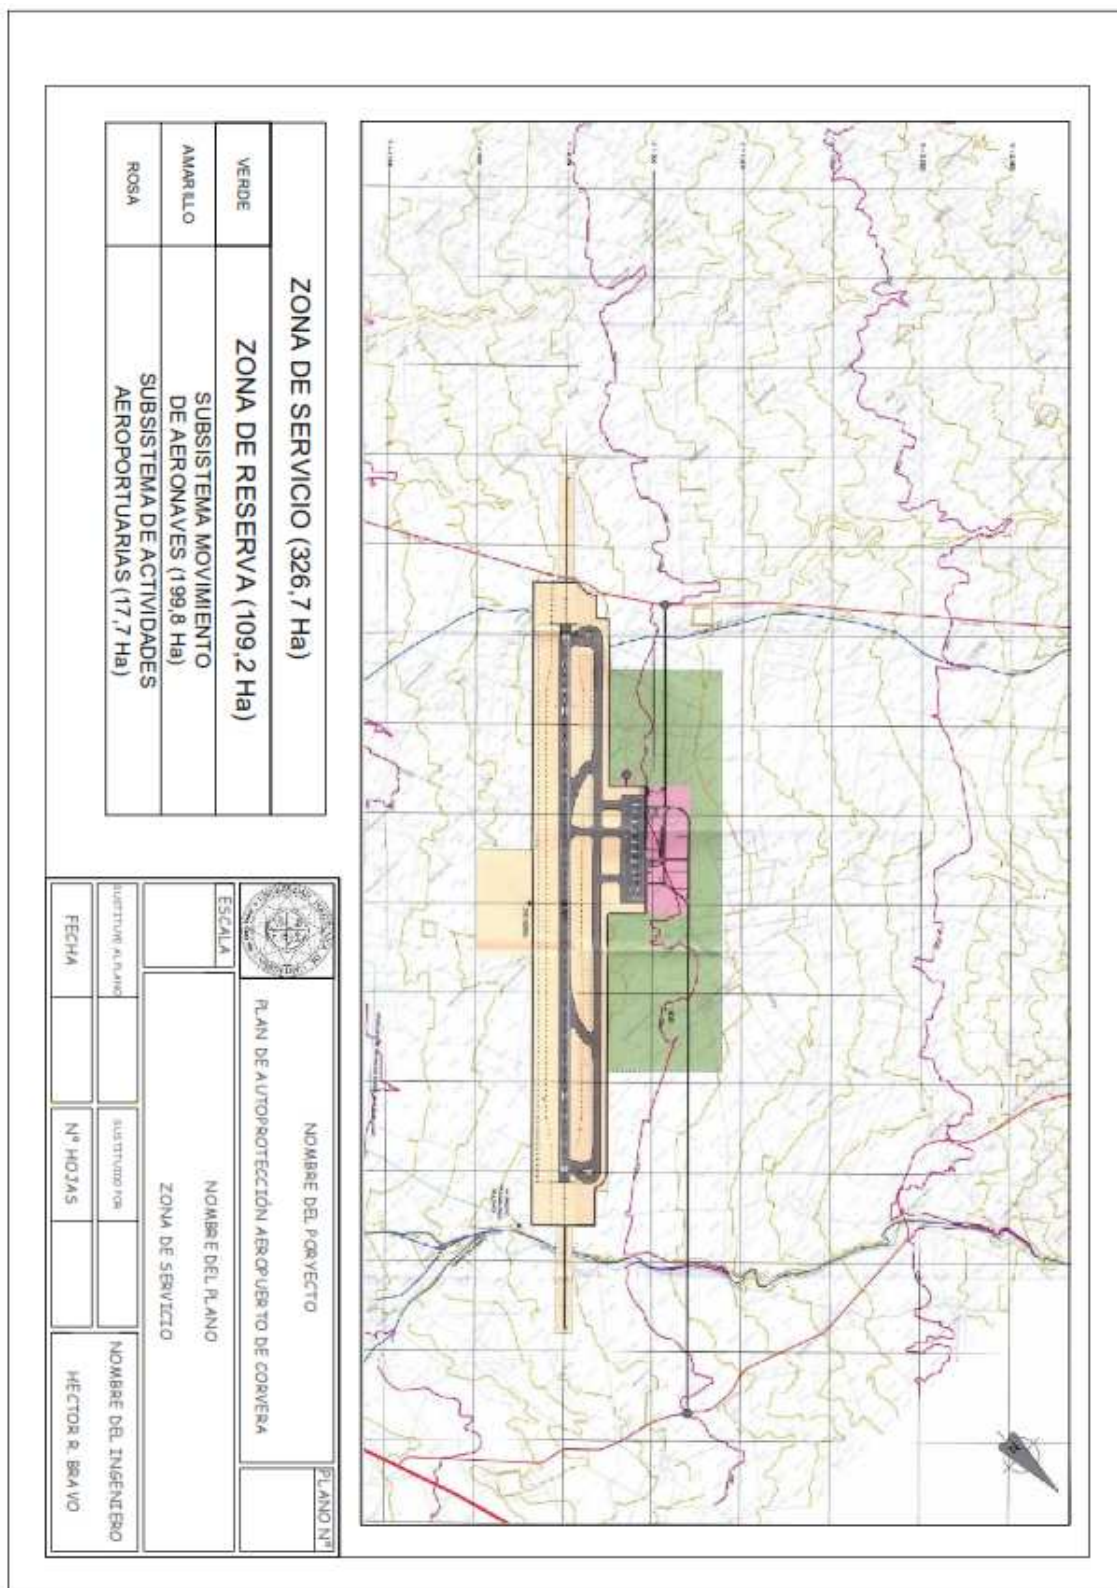 ZONA DE SERVICIO (326,7 Ha)
VERDE
ZONA DE RESERVA (109,2 Ha)
AMARILLO
SUBSISTEMA MOVIMIENTO
DE AERONAVES (199,8 Ha)
ROSA
SUBSISTEMA DE ACTIVIDADES
AEROPORTUARIAS (17,7 Ha)
NOMBRE DEL PORYECTO
PLAN DE AUTOPROTECCIÓN AEROPUERTO DE CORVERA
PLANO Nº
ESCALA
NOMBRE DEL PLANO
ZONA DE SERVICIO
SUSTITUYE AL PLANO
SUSTITUIDO POR
NOMBRE DEL INGENIERO
FECHA
Nº HOJAS
HECTOR R. BRAVO